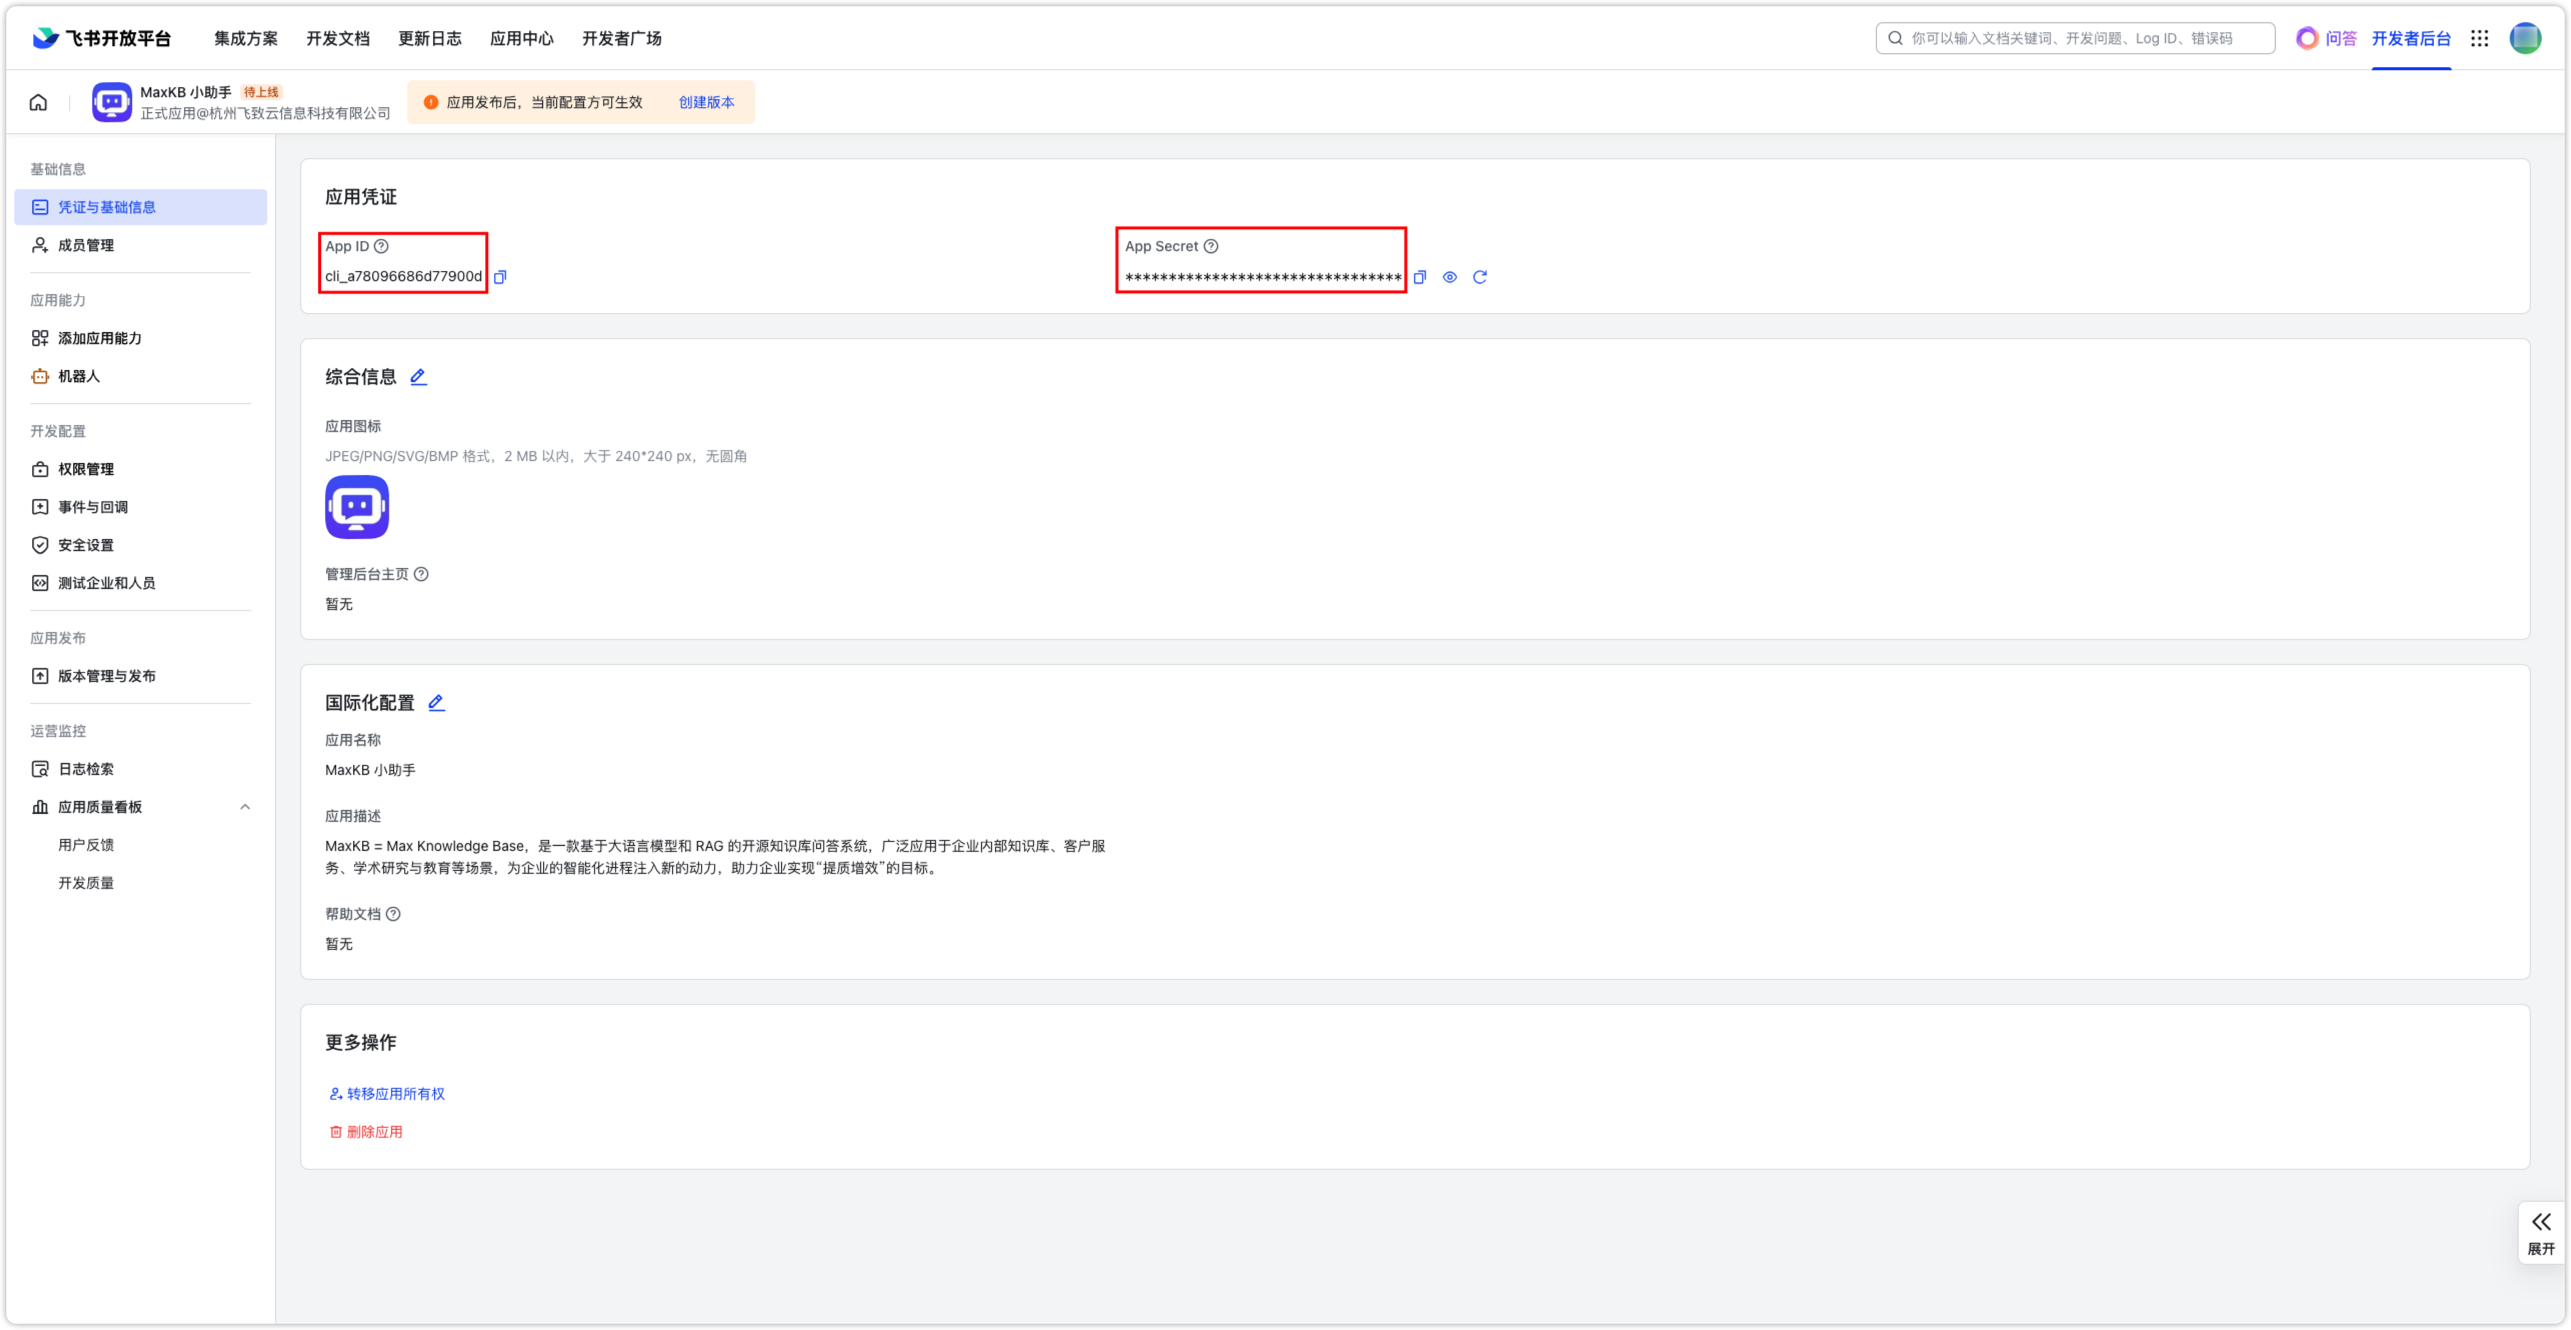 飞书开放平台
集成方案
开发文档
更新日志
应用中心
开发者广场
你可以输入文档关键词、开发问题、Log ID、错误码
问答
开发者后台
MaxKB 小助手
待上线
正式应用@杭州飞致云信息科技有限公司
应用发布后，当前配置方可生效
创建版本
基础信息
凭证与基础信息
成员管理
应用能力
添加应用能力
机器人
开发配置
权限管理
事件与回调
安全设置
测试企业和人员
应用发布
版本管理与发布
运营监控
日志检索
应用质量看板
用户反馈
开发质量
应用凭证
App ID
cli_a78096686d77900d
App Secret
********************************
综合信息
应用图标
JPEG/PNG/SVG/BMP 格式，2 MB 以内，大于 240*240 px，无圆角
管理后台主页
暂无
国际化配置
应用名称
MaxKB 小助手
应用描述
MaxKB = Max Knowledge Base，是一款基于大语言模型和 RAG 的开源知识库问答系统，广泛应用于企业内部知识库、客户服
务、学术研究与教育等场景，为企业的智能化进程注入新的动力，助力企业实现“提质增效”的目标。
帮助文档
暂无
更多操作
转移应用所有权
删除应用
展开